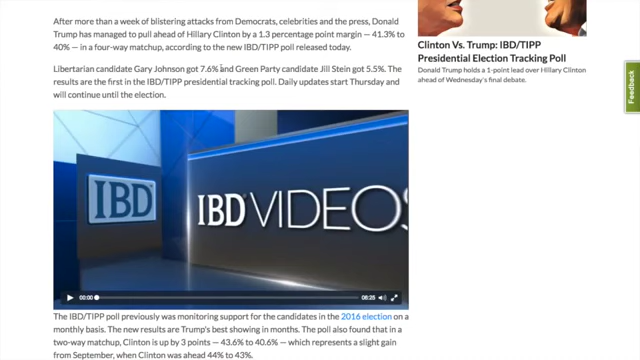 After more than a week of blistering attacks from Democrats, celebrities and the press, Donald
Trump has managed to pull ahead of Hillary Clinton by a 1.3 percentage point margin — 41.3% to
40% — in a four-way matchup, according to the new IBD/TIPP poll released today.
Libertarian candidate Gary Johnson got 7.6% and Green Party candidate Jill Stein got 5.5%. The
results are the first in the IBD/TIPP presidential tracking poll. Daily updates start Thursday and
will continue until the election.
IBD
IBD VIDEOS
00:00
08:25
The IBD/TIPP poll previously was monitoring support for the candidates in the 2016 election on a
monthly basis. The new results are Trump's best showing in months. The poll also found that in a
two-way matchup, Clinton is up by 3 points — 43.6% to 40.6% — which represents a slight
gain from September, when Clinton was ahead 44% to 43%.
Clinton Vs. Trump: IBD/TIPP
Presidential Election Tracking Poll
Donald Trump holds a 1-point lead over Hillary Clinton
ahead of Wednesday's final debate.
Feedback